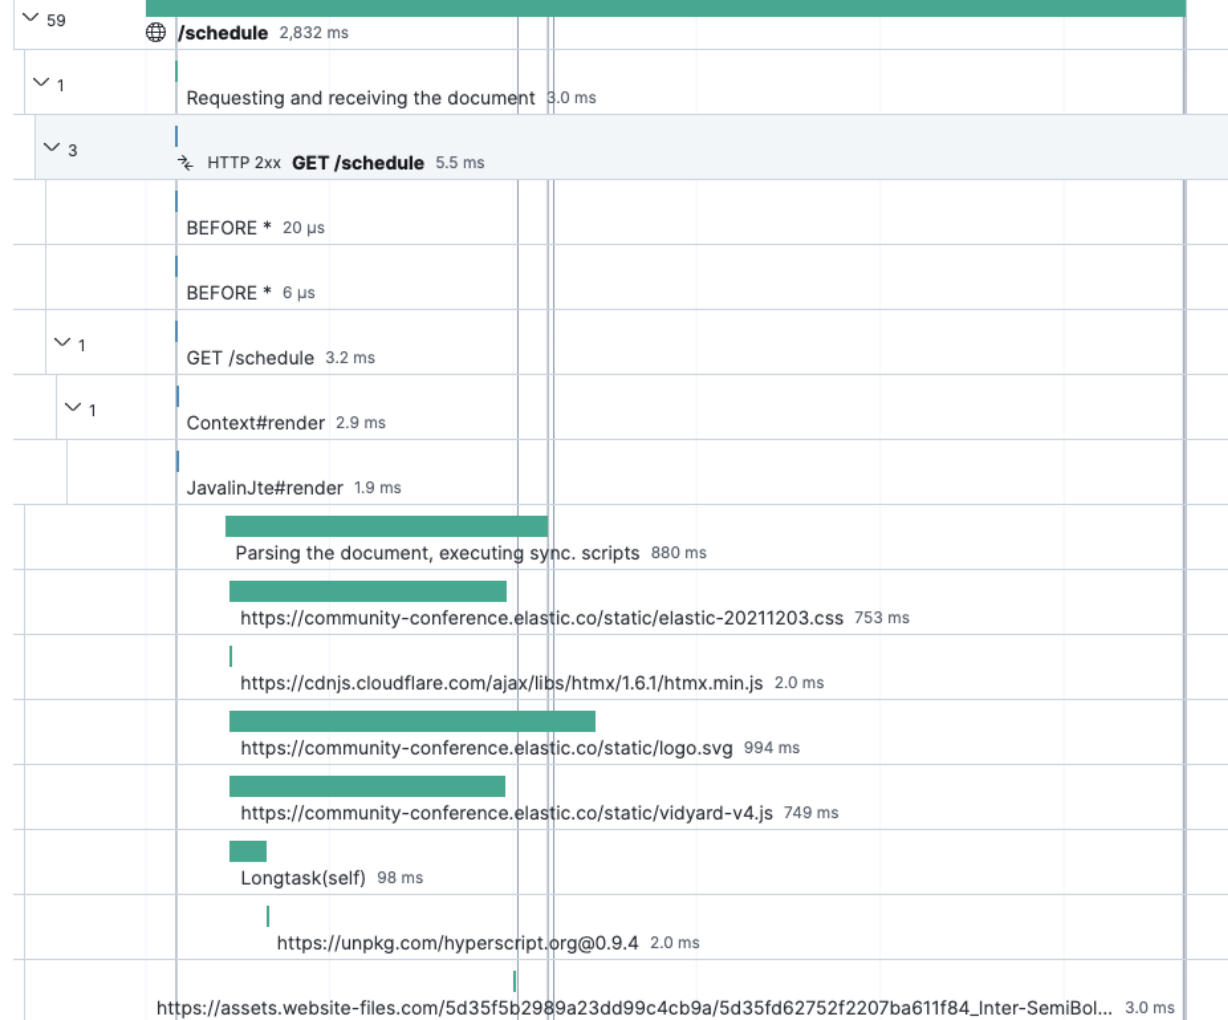 59
/schedule 2,832 ms
1
Requesting and receiving the document 3.0 ms
3
HTTP 2xx GET /schedule 5.5 ms
BEFORE * 20 μs
BEFORE * 6 μs
1
GET /schedule 3.2 ms
1
Context#render 2.9 ms
JavalinJte#render 1.9 ms
Parsing the document, executing sync. scripts 880 ms
https://community-conference.elastic.co/static/elastic-20211203.css 753 ms
https://cdnjs.cloudflare.com/ajax/libs/htmx/1.6.1/htmx.min.js 2.0 ms
https://community-conference.elastic.co/static/logo.svg 994 ms
https://community-conference.elastic.co/static/vidyard-v4.js 749 ms
Longtask(self) 98 ms
https://unpkg.com/hyperscript.org@0.9.4 2.0 ms
https://assets.website-files.com/5d35f5b2989a23dd99c4cb9a/5d35fd62752f2207ba611f84_Inter-SemiBol... 3.0 ms